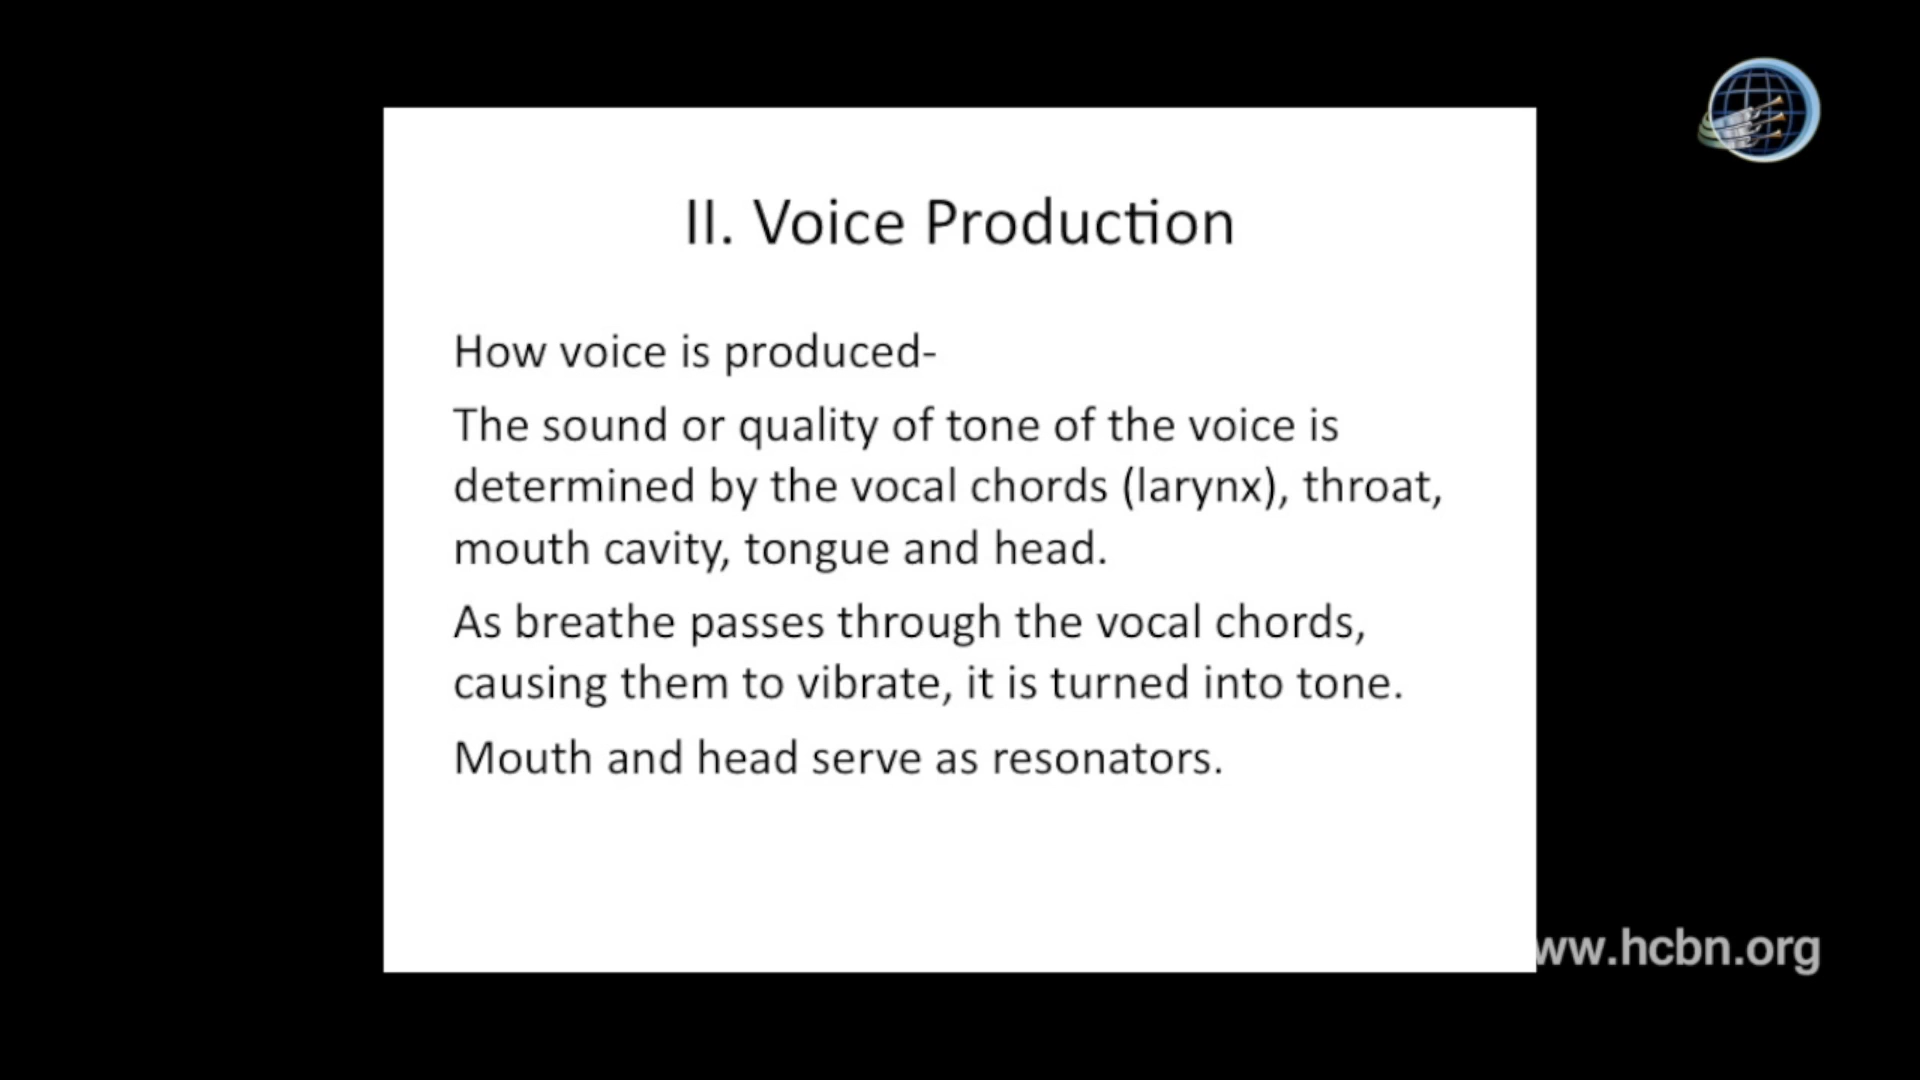 II. Voice Production
How voice is produced-
The sound or quality of tone of the voice is
determined by the vocal chords (larynx), throat,
mouth cavity, tongue and head.
As breathe passes through the vocal chords,
causing them to vibrate, it is turned into tone.
Mouth and head serve as resonators.
ww.hcbn.org